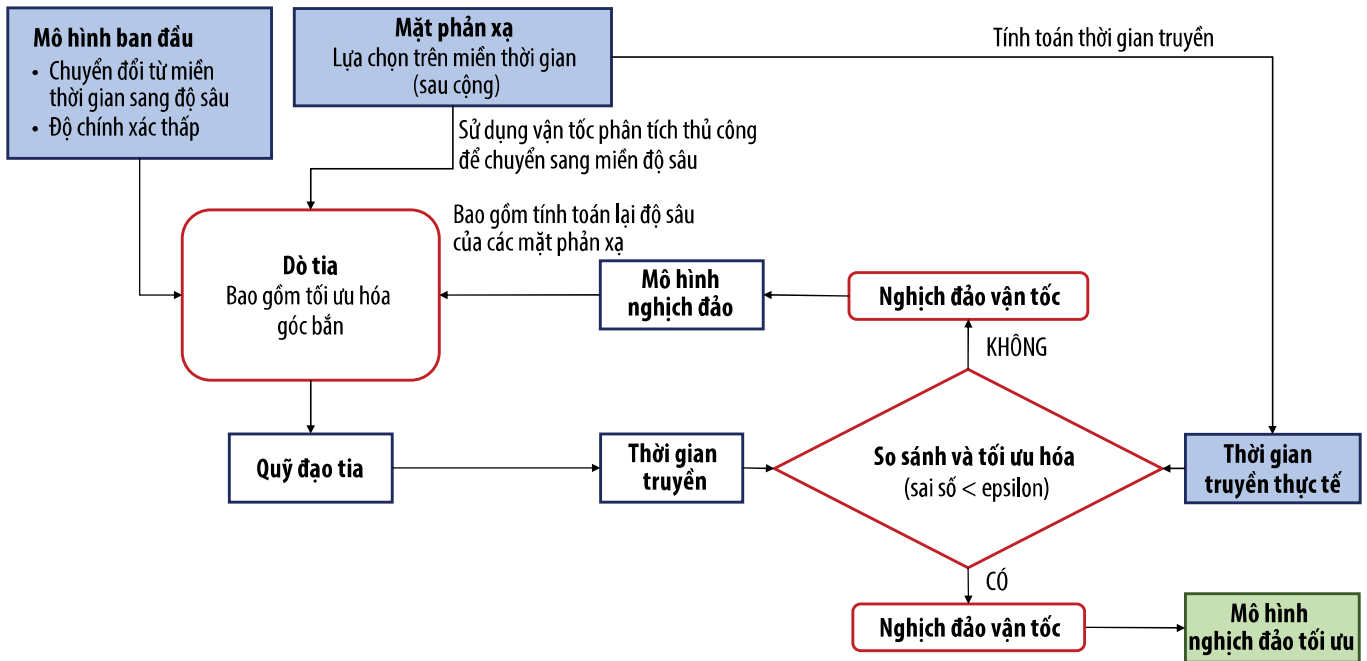 Mô hình ban đầu
• Chuyển đổi từ miền
thời gian sang độ sâu
• Độ chính xác thấp
Mặt phản xạ
Lựa chọn trên miền thời gian
(sau cộng)
Tính toán thời gian truyền
Sử dụng vận tốc phân tích thủ công
để chuyển sang miền độ sâu
Bao gồm tính toán lại độ sâu
của các mặt phản xạ
Dò tia
Bao gồm tối ưu hóa
góc bắn
Mô hình
nghịch đảo
Nghịch đảo vận tốc
KHÔNG
Quỹ đạo tia
Thời gian
truyền
So sánh và tối ưu hóa
(sai số < epsilon)
Thời gian
truyền thực tế
CÓ
Nghịch đảo vận tốc
Mô hình
nghịch đảo tối ưu